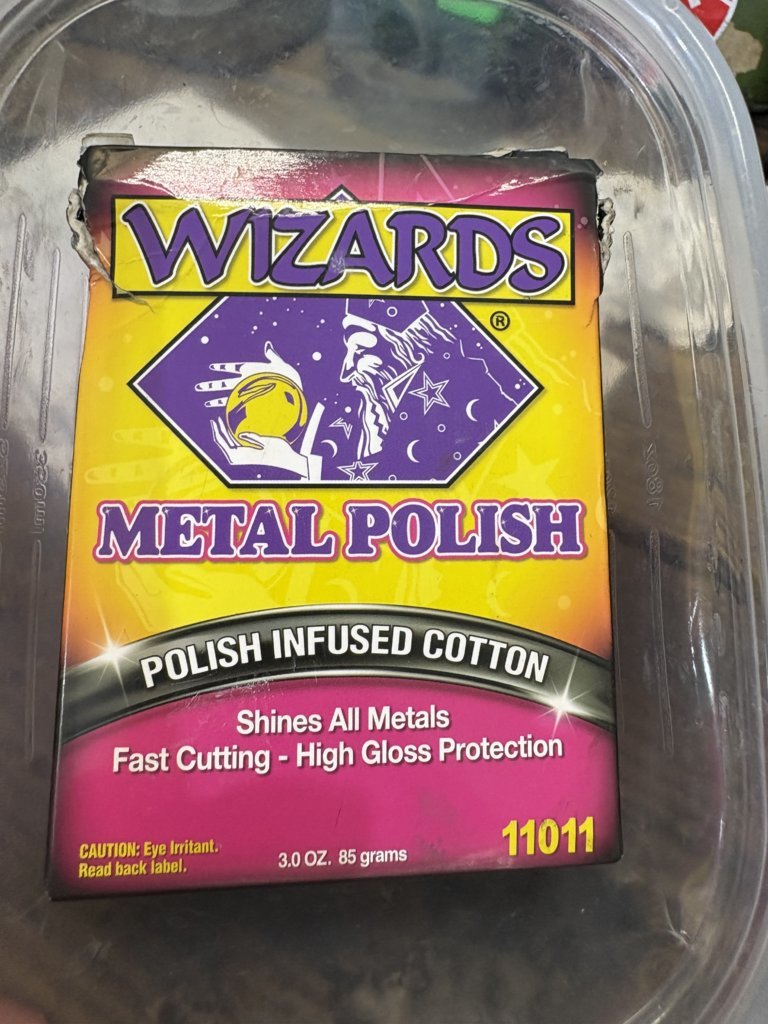 WIZARDS
®
METAL POLISH
POLISH INFUSED COTTON
Shines All Metals
Fast Cutting - High Gloss Protection
CAUTION: Eye Irritant.
Read back label.
3.0 OZ. 85 grams
11011